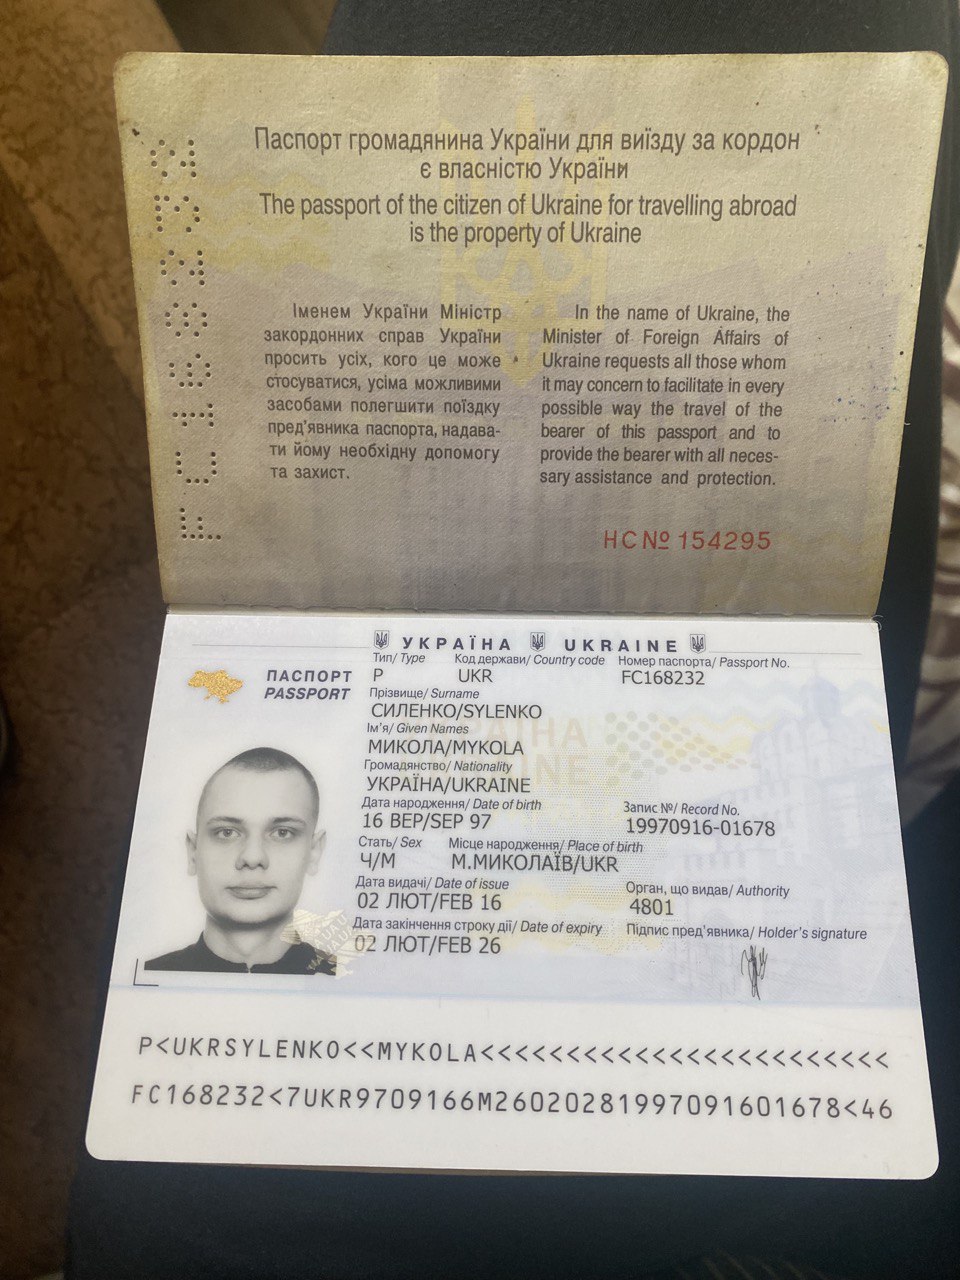 Паспорт громадянина України для виїзду за кордон
є власністю України
The passport of the citizen of Ukraine for travelling abroad
is the property of Ukraine
Іменем України Міністр
закордонних справ України
просить усіх, кого це може
стосуватися, усіма можливими
засобами полегшити поїздку
пред'явника паспорта, надава-
ти йому необхідну допомогу
та захист.
In the name of Ukraine, the
Minister of Foreign Affairs of
Ukraine requests all those whom
it may concern to facilitate in every
possible way the travel of the
bearer of this passport and to
provide the bearer with all neces-
sary assistance and protection.
НС№ 154295
УКРАЇНА UKRAINE
ПАСПОРТ
PASSPORT
Тип/ Type Код держави/ Country code Номер паспорта/ Passport No.
P UKR FC168232
Прізвище/ Surname
СИЛЕНКО/SYLENKO
Ім'я/ Given Names
МИКОЛА/MYKOLA
Громадянство/ Nationality
УКРАЇНА/UKRAINE
Дата народження/ Date of birth Запис №/ Record No.
16 ВЕР/SEP 97 19970916-01678
Стать/ Sex Місце народження/ Place of birth
Ч/M М.МИКОЛАЇВ/UKR
Дата видачі/ Date of issue Орган, що видав/ Authority
02 ЛЮТ/FEB 16 4801
Дата закінчення строку дії/ Date of expiry Підпис пред'явника/ Holder's signature
02 ЛЮТ/FEB 26
P<UKRSYLENKO<<MYKOLA<<<<<<<<<<<<<<<<<<<<<<<<
FC168232<7UKR9709166M26020281997091601678<46